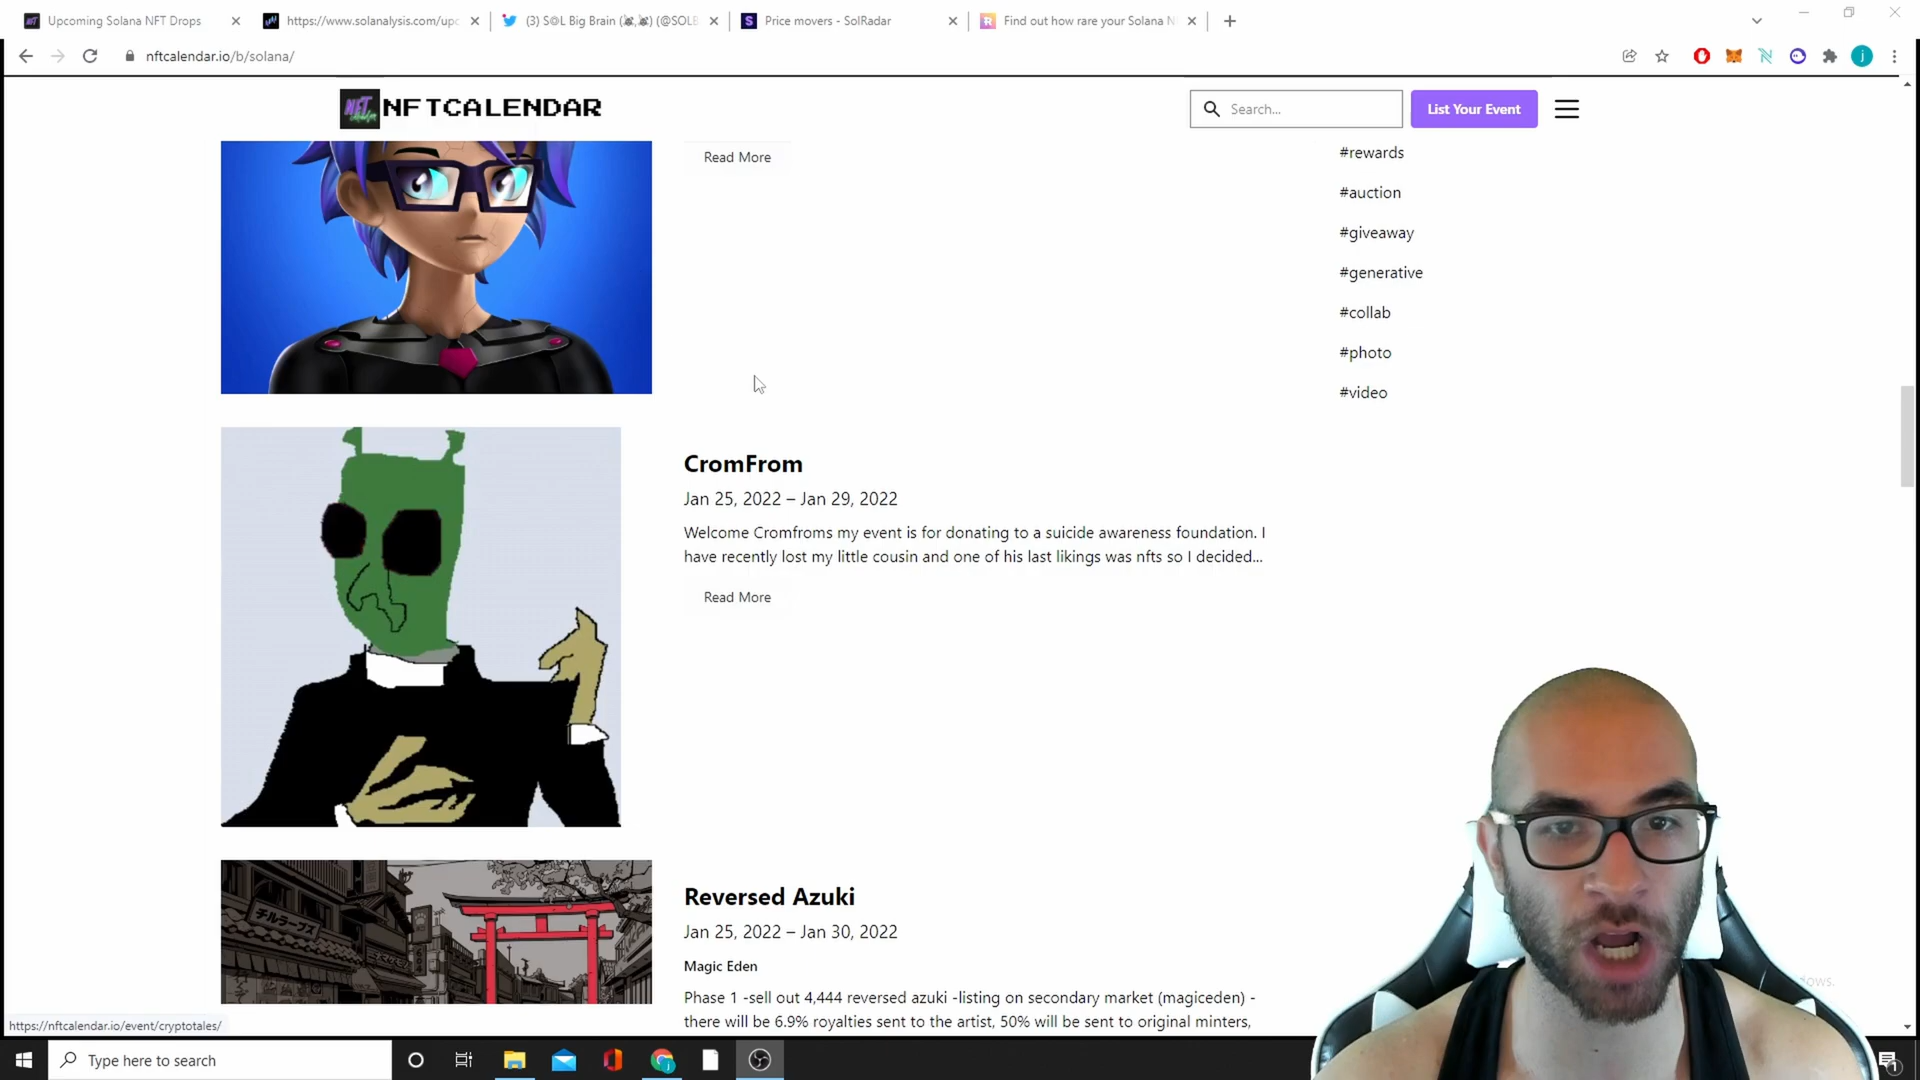 Upcoming Solana NFT Drops
https://www.solanalysis.com/upc
(3) S@L Big Brain
Price movers - SolRadar
Find out how rare your Solana N
nftcalendar.io/b/solana/
j
NFTCALENDAR
Search...
List Your Event
Read More
#rewards
#auction
#giveaway
#generative
#collab
#photo
#video
CromFrom
Jan 25, 2022 – Jan 29, 2022
Welcome Cromfroms my event is for donating to a suicide awareness foundation. I
have recently lost my little cousin and one of his last likings was nfts so I decided...
Read More
チルラーブス
Reversed Azuki
Jan 25, 2022 – Jan 30, 2022
Magic Eden
Phase 1 -sell out 4,444 reversed azuki -listing on secondary market (magiceden) -
there will be 6.9% royalties sent to the artist, 50% will be sent to original minters,
https://nftcalendar.io/event/cryptotales/
Type here to search